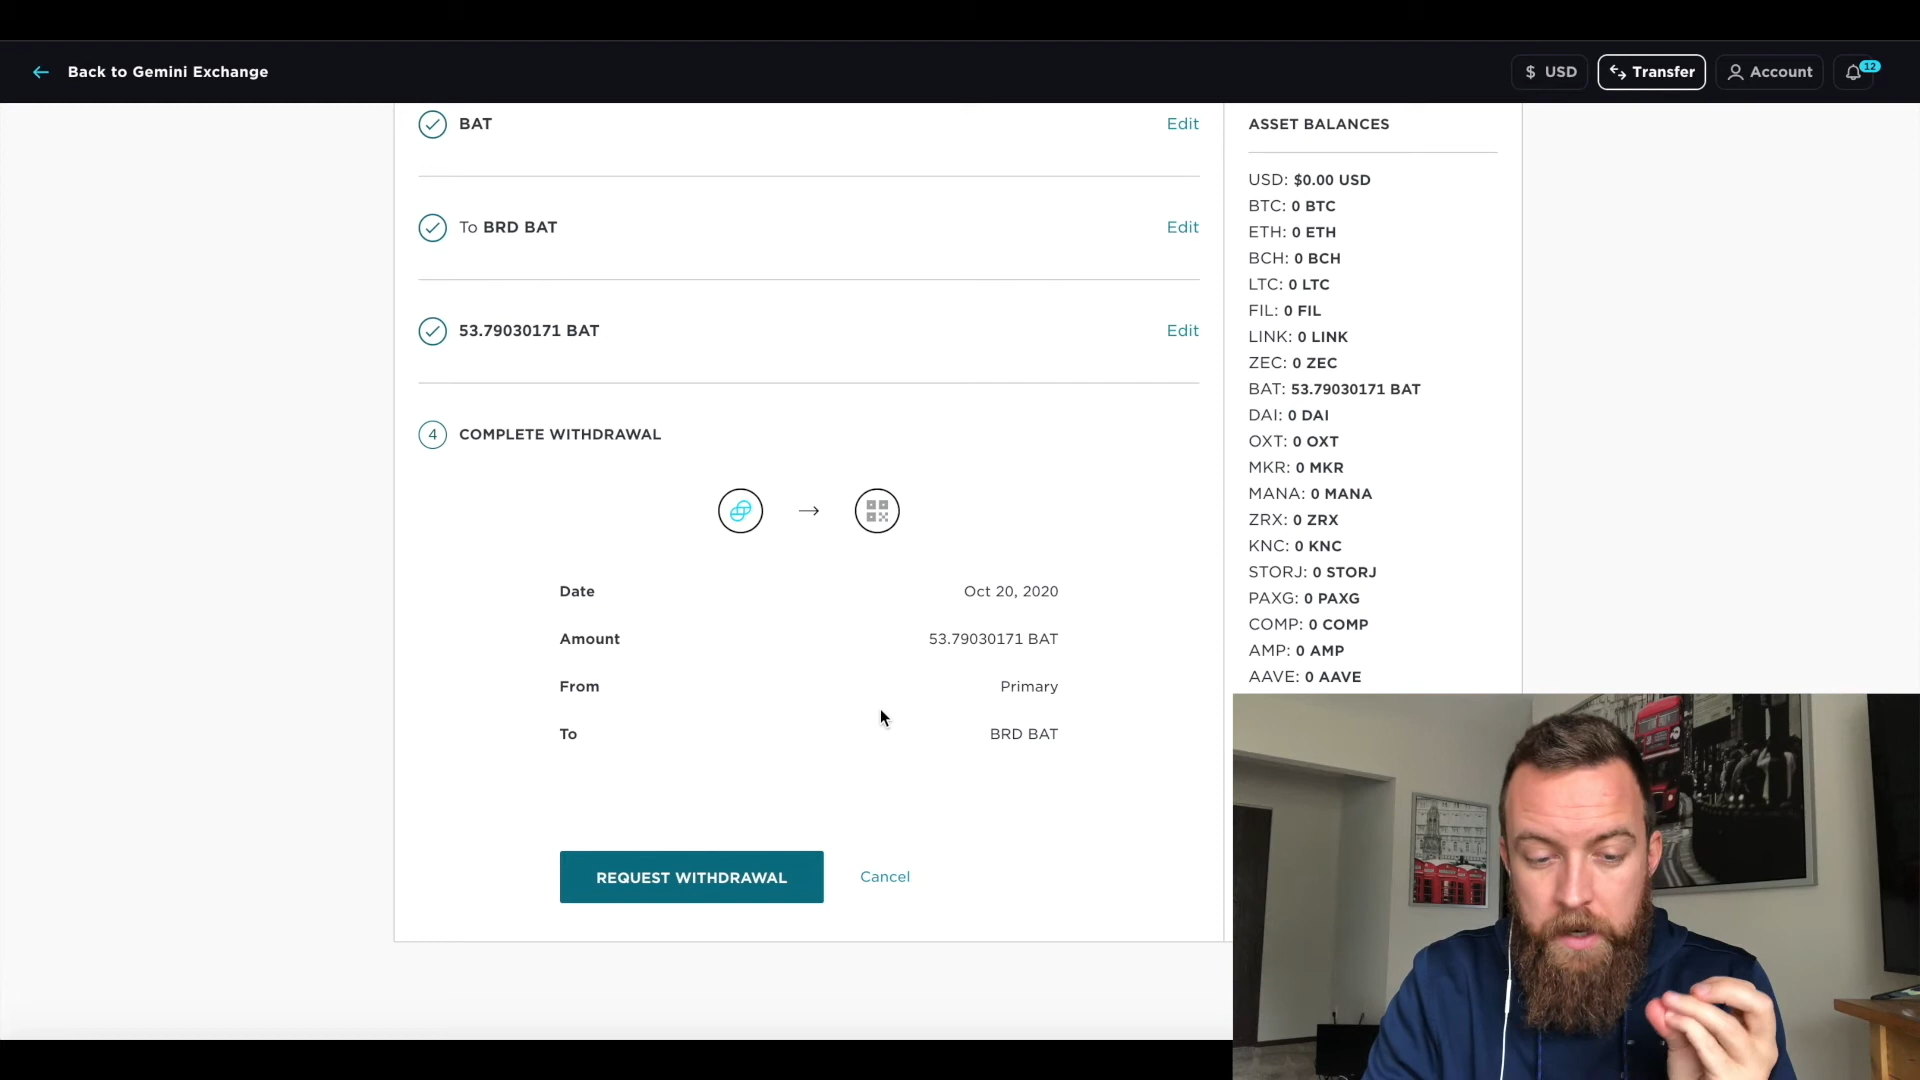 Back to Gemini Exchange
$ USD
Transfer
Account
12
BAT
Edit
To BRD BAT
Edit
53.79030171 BAT
Edit
4 COMPLETE WITHDRAWAL
Date Oct 20, 2020
Amount 53.79030171 BAT
From Primary
To BRD BAT
REQUEST WITHDRAWAL
Cancel
ASSET BALANCES
USD: $0.00 USD
BTC: 0 BTC
ETH: 0 ETH
BCH: 0 BCH
LTC: 0 LTC
FIL: 0 FIL
LINK: 0 LINK
ZEC: 0 ZEC
BAT: 53.79030171 BAT
DAI: 0 DAI
OXT: 0 OXT
MKR: 0 MKR
MANA: 0 MANA
ZRX: 0 ZRX
KNC: 0 KNC
STORJ: 0 STORJ
PAXG: 0 PAXG
COMP: 0 COMP
AMP: 0 AMP
AAVE: 0 AAVE